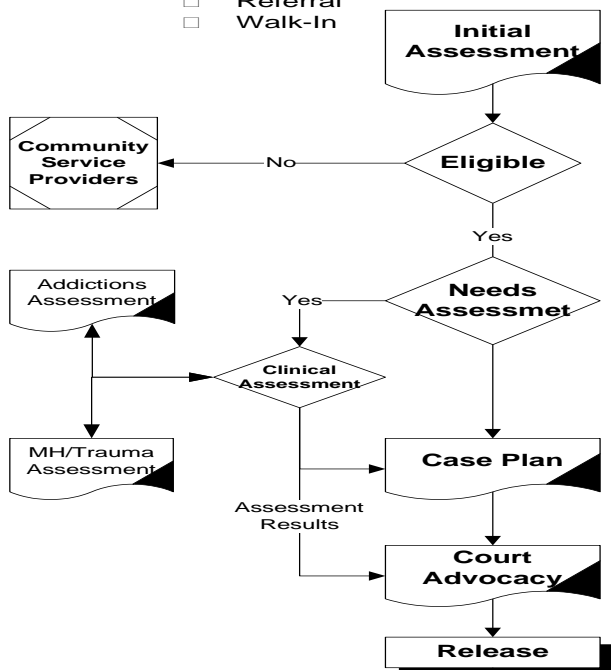 Referral
Walk-In
Initial
Assessment
Community
Service
Providers
No
Eligible
Yes
Addictions
Assessment
Yes
Needs
Assessmet
Clinical
Assessment
MH/Trauma
Assessment
Case Plan
Assessment
Results
Court
Advocacy
Release